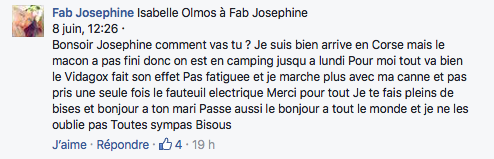 Fab Josephine Isabelle Olmos à Fab Josephine
8 juin, 12:26 ·
Bonsoir Josephine comment vas tu ? Je suis bien arrive en Corse mais le
macon a pas fini donc on est en camping jusqu a lundi Pour moi tout va bien
le Vidagox fait son effet Pas fatiguee et je marche plus avec ma canne et pas
pris une seule fois le fauteuil electrique Merci pour tout Je te fais pleins de
bises et bonjour a ton mari Passe aussi le bonjour a tout le monde et je ne les
oublie pas Toutes sympas Bisous
J'aime · Répondre · 4 · 19 h